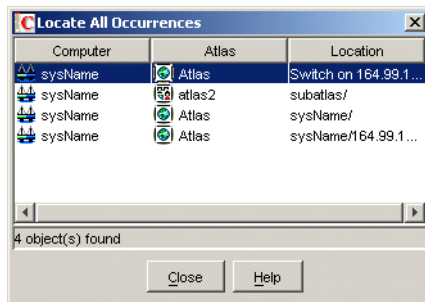 Locate All Occurrences
Computer Atlas Location
sysName Atlas Switch on 164.99.1...
sysName atlas2 subatlas/
sysName Atlas sysName/
sysName Atlas sysName/164.99.1...
4 object(s) found
Close Help